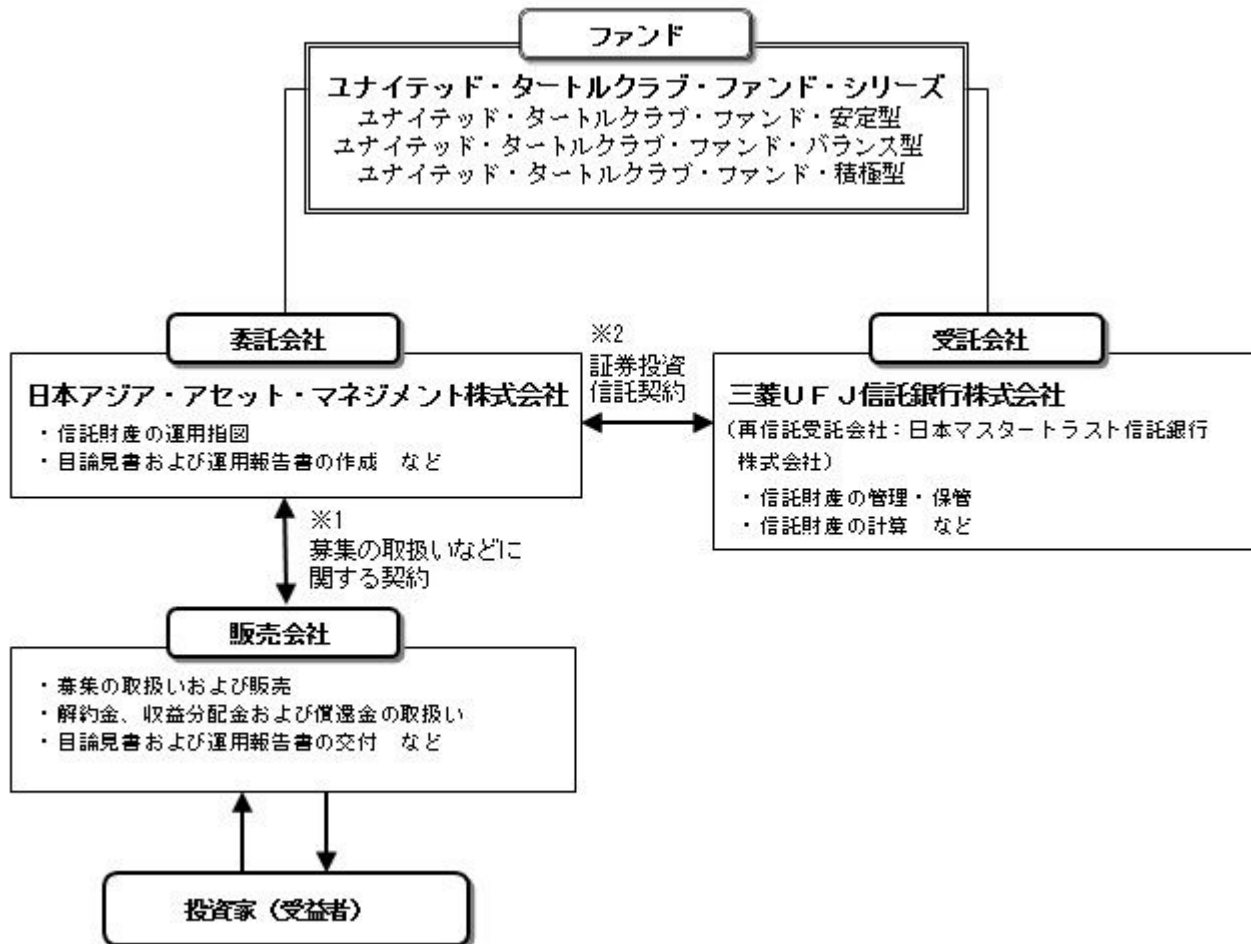 ファンド
ユナイテッド・タートルクラブ・ファンド・シリーズ
ユナイテッド・タートルクラブ・ファンド・安定型
ユナイテッド・タートルクラブ・ファンド・バランス型
ユナイテッド・タートルクラブ・ファンド・積極型
委託会社
日本アジア・アセット・マネジメント株式会社
・信託財産の運用指図
・目論見書および運用報告書の作成 など
※2
証券投資
信託契約
受託会社
三菱UFJ信託銀行株式会社
(再信託受託会社:日本マスタートラスト信託銀行
株式会社)
・信託財産の管理・保管
・信託財産の計算 など
※1
募集の取扱いなどに
関する契約
販売会社
・募集の取扱いおよび販売
・解約金、収益分配金および償還金の取扱い
・目論見書および運用報告書の交付 など
投資家(受益者)